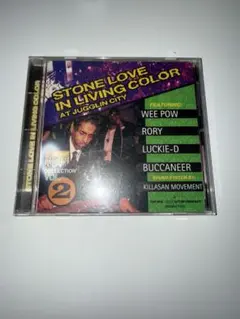 STONE LOVE
IN LIVING COLOR
AT JUGGLIN CITY
FEATURING
WEE POW
RORY
LUCKIE-D
BUCCANEER
KILLASAN MOVEMENT
2
STONE LOVE IN LIVING COLOR